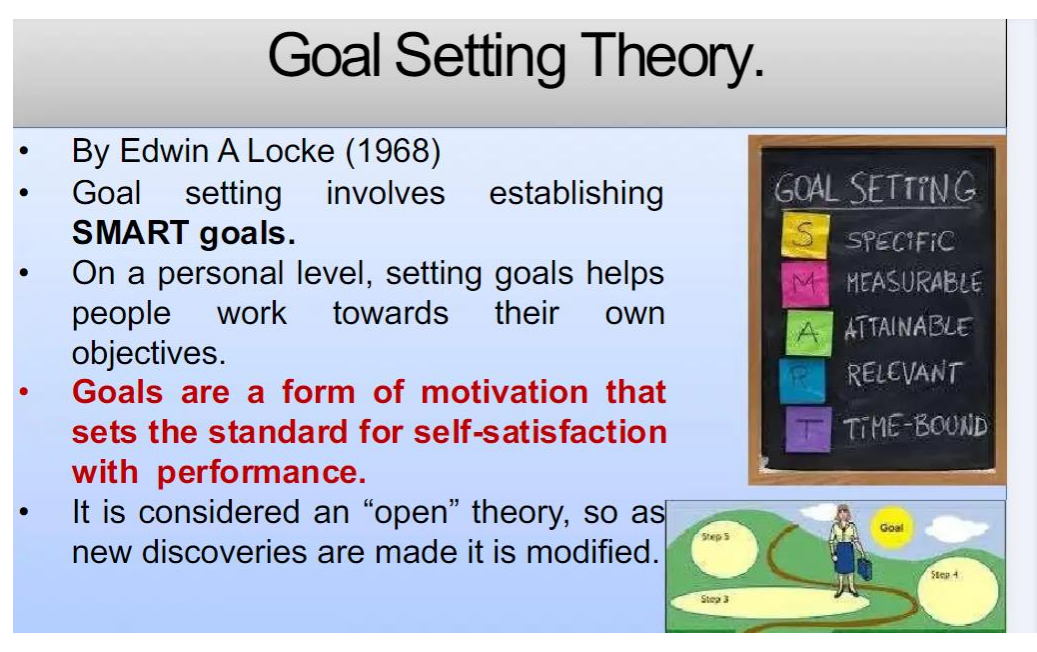 Goal Setting Theory.
• By Edwin A Locke (1968)
• Goal setting involves establishing
SMART goals.
• On a personal level, setting goals helps
people work towards their own
objectives.
• Goals are a form of motivation that
sets the standard for self-satisfaction
with performance.
• It is considered an “open” theory, so as
new discoveries are made it is modified.
GOAL SETTING
S SPECIFIC
M MEASURABLE
A ATTAINABLE
R RELEVANT
T TIME-BOUND
Goal
Step 5
Step 4
Step 3